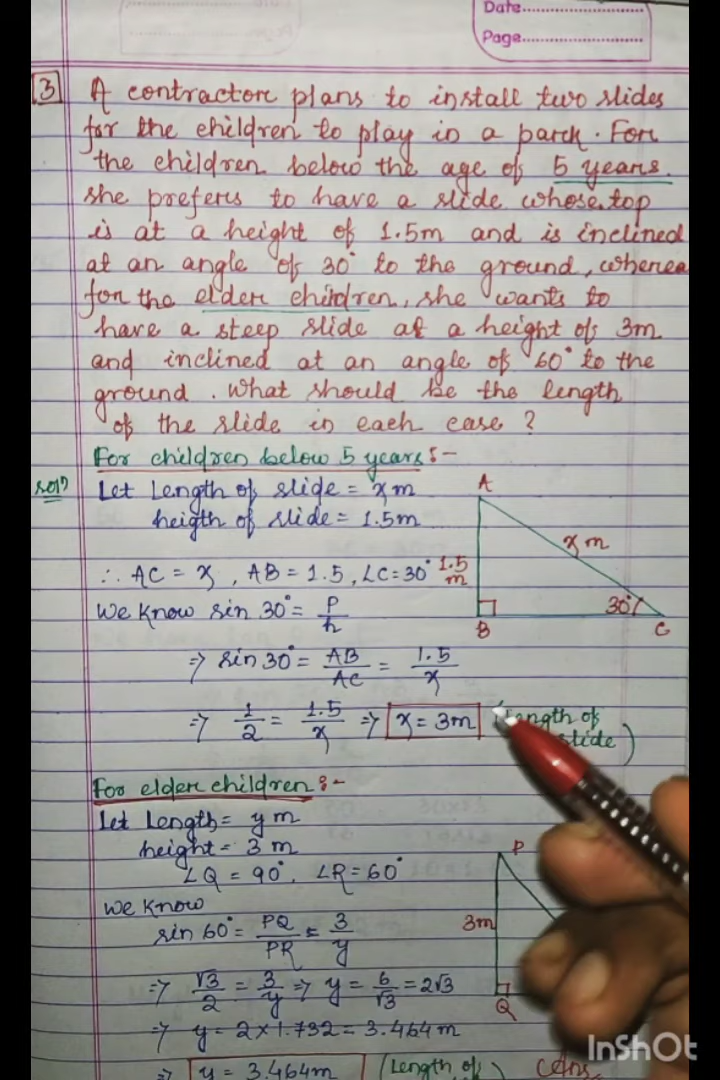 Date
Page
3 A contractor plans to install two slides
for the children to play in a park. For
the children below the age of 5 years.
she prefers to have a slide whose top
is at a height of 1.5m and is inclined
at an angle of 30° to the ground, wherea
for the elder children, she wants to
have a steep slide at a height of 3m
and inclined at an angle of 60° to the
ground. What should be the length
of the slide in each case?
For children below 5 years :-
Solⁿ Let Length of slide = x m
heigth of slide = 1.5m
∴ AC = x, AB = 1.5, ∠C = 30°
We Know sin 30° = P/h
⇒ sin 30° = AB/AC = 1.5/x
⇒ 1/2 = 1.5/x ⇒ x = 3m (Length of
slide)
A
x m
1.5
m
30°
B
C
For elder children :-
Let Length = y m
height = 3 m
∠Q = 90°, ∠R = 60°
We Know
sin 60° = PQ/PR = 3/y
⇒ √3/2 = 3/y ⇒ y = 6/√3 = 2√3
⇒ y = 2×1.732 = 3.464 m
⇒ y = 3.464m (Length of) (Ans.
P
3m
Q
InShOt